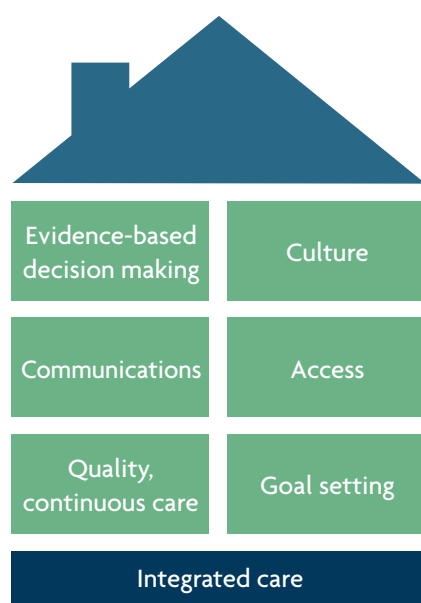 Evidence-based
decision making
Culture
Communications
Access
Quality,
continuous care
Goal setting
Integrated care